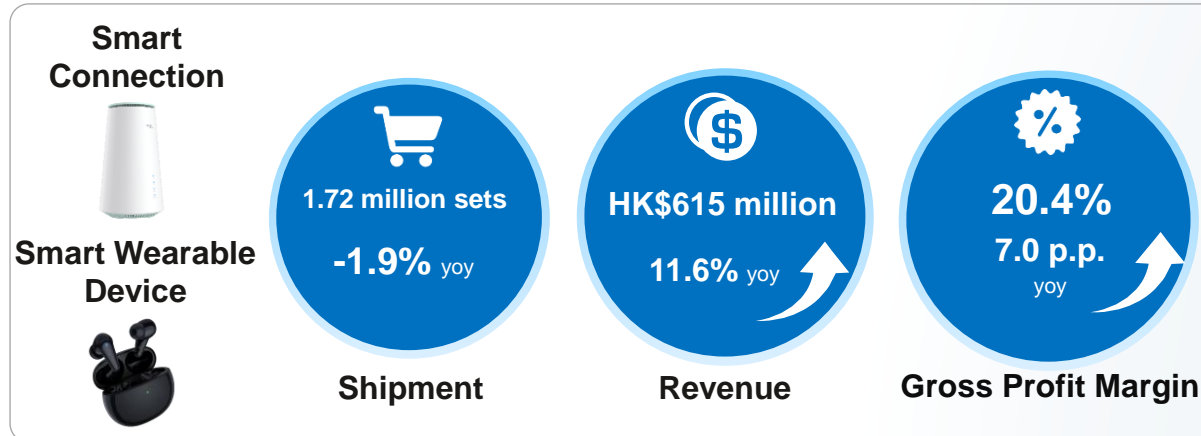 Smart
Connection
Smart Wearable
Device
1.72 million sets
-1.9% yoy
Shipment
$
HK$615 million
11.6% yoy
Revenue
%
20.4%
7.0 p.p.
yoy
Gross Profit Margin